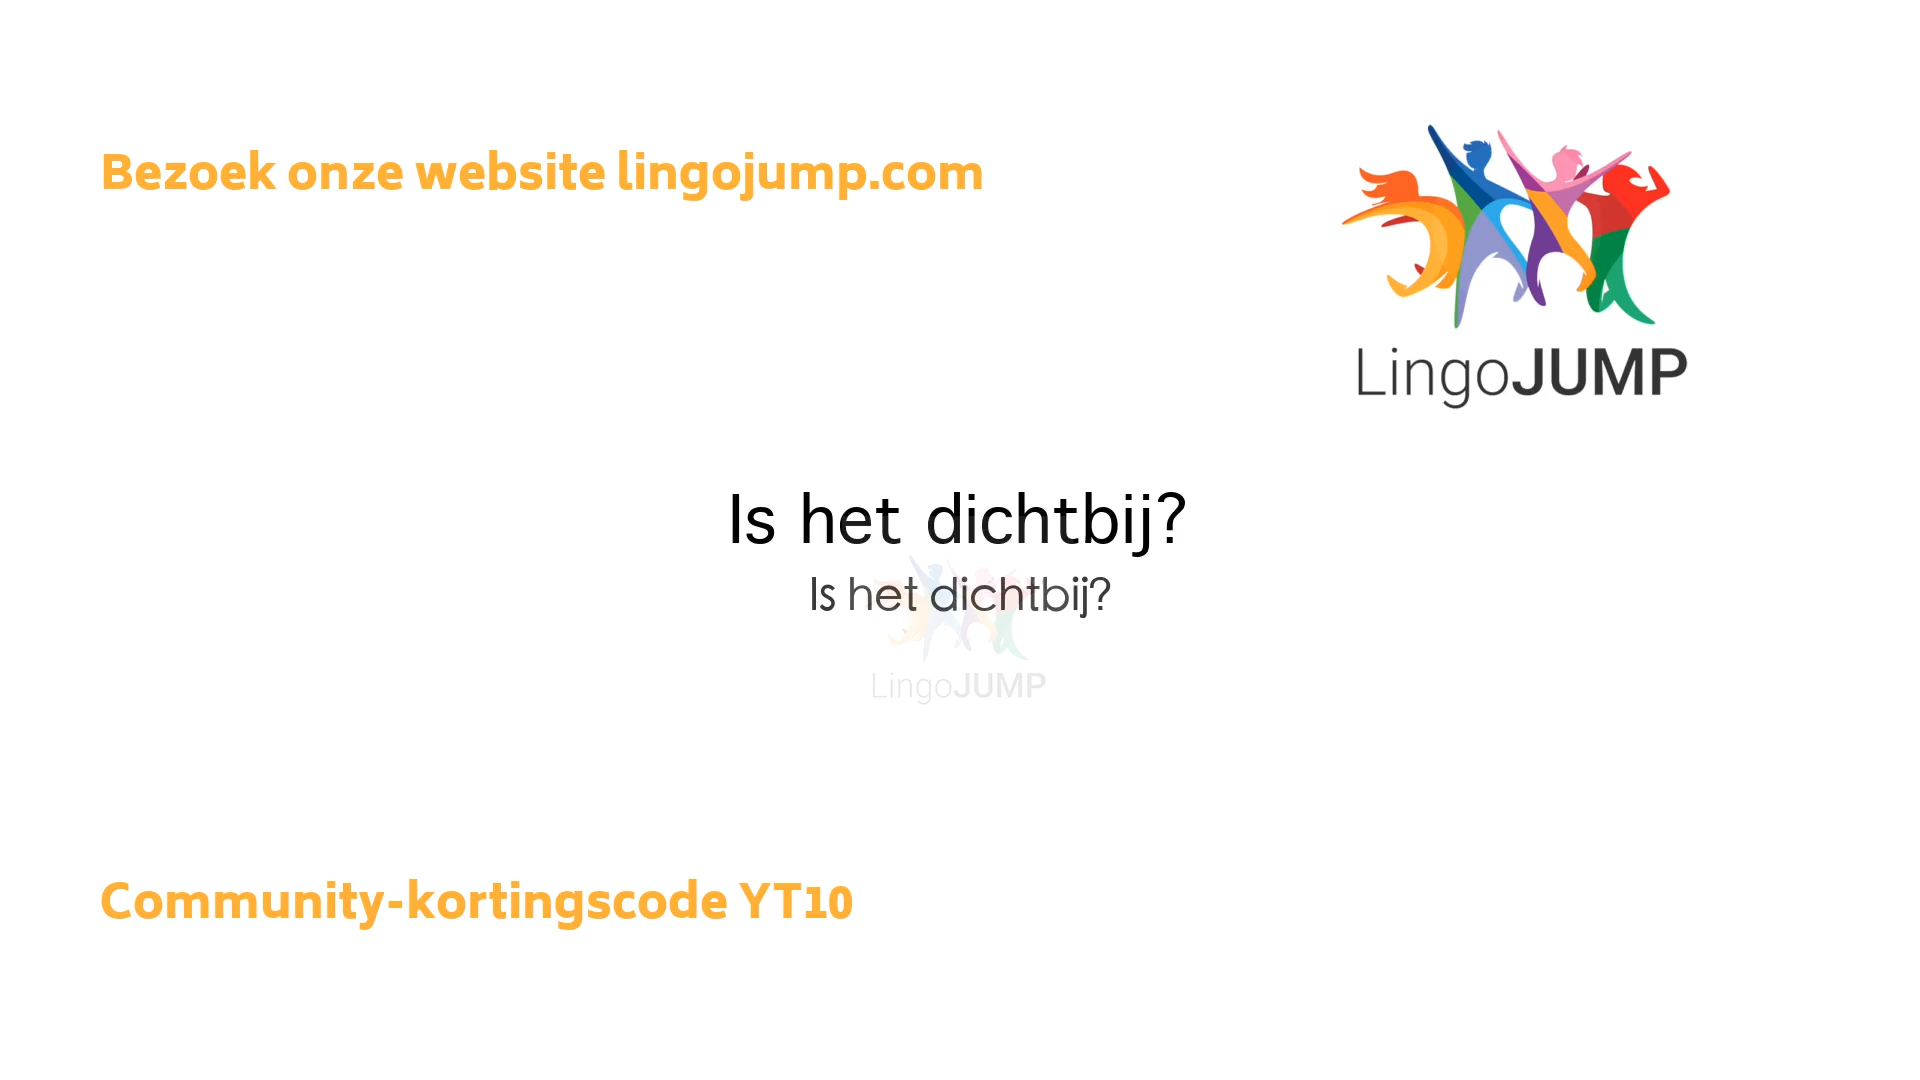 Bezoek onze website lingojump.com
LingoJUMP
Is het dichtbij?
Is het dichtbij?
LingoJUMP
Community-kortingscode YT10